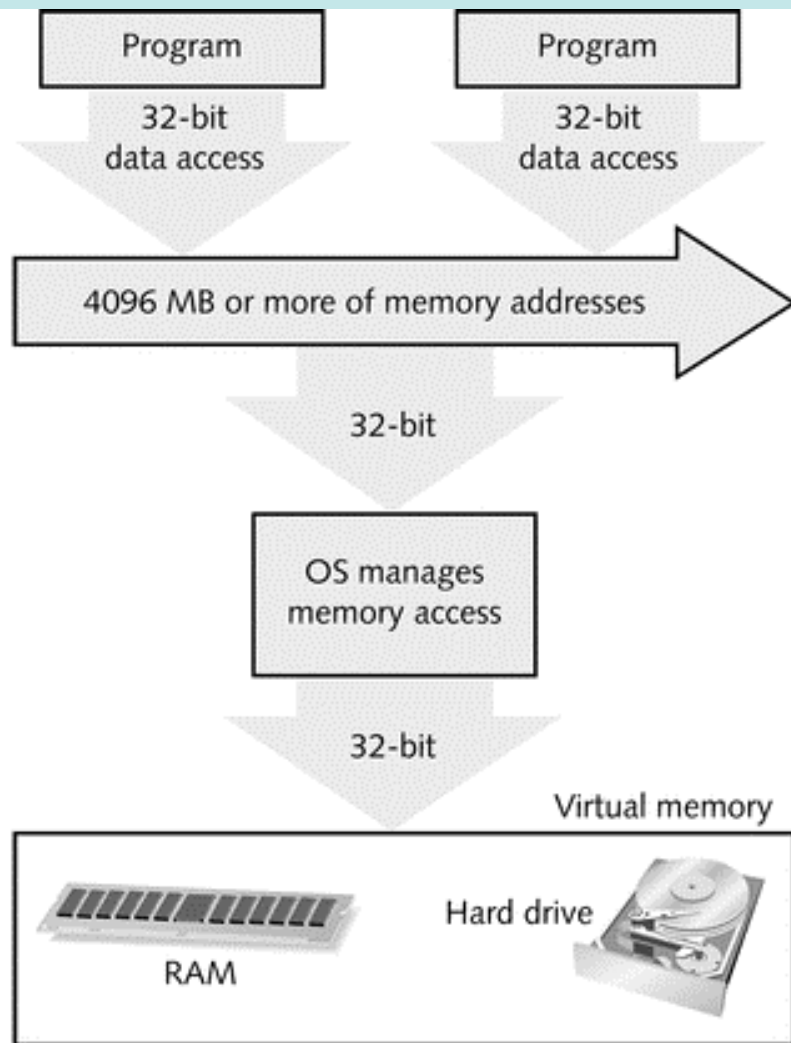 Program
Program
32-bit
data access
32-bit
data access
4096 MB or more of memory addresses
32-bit
OS manages
memory access
32-bit
Virtual memory
Hard drive
RAM